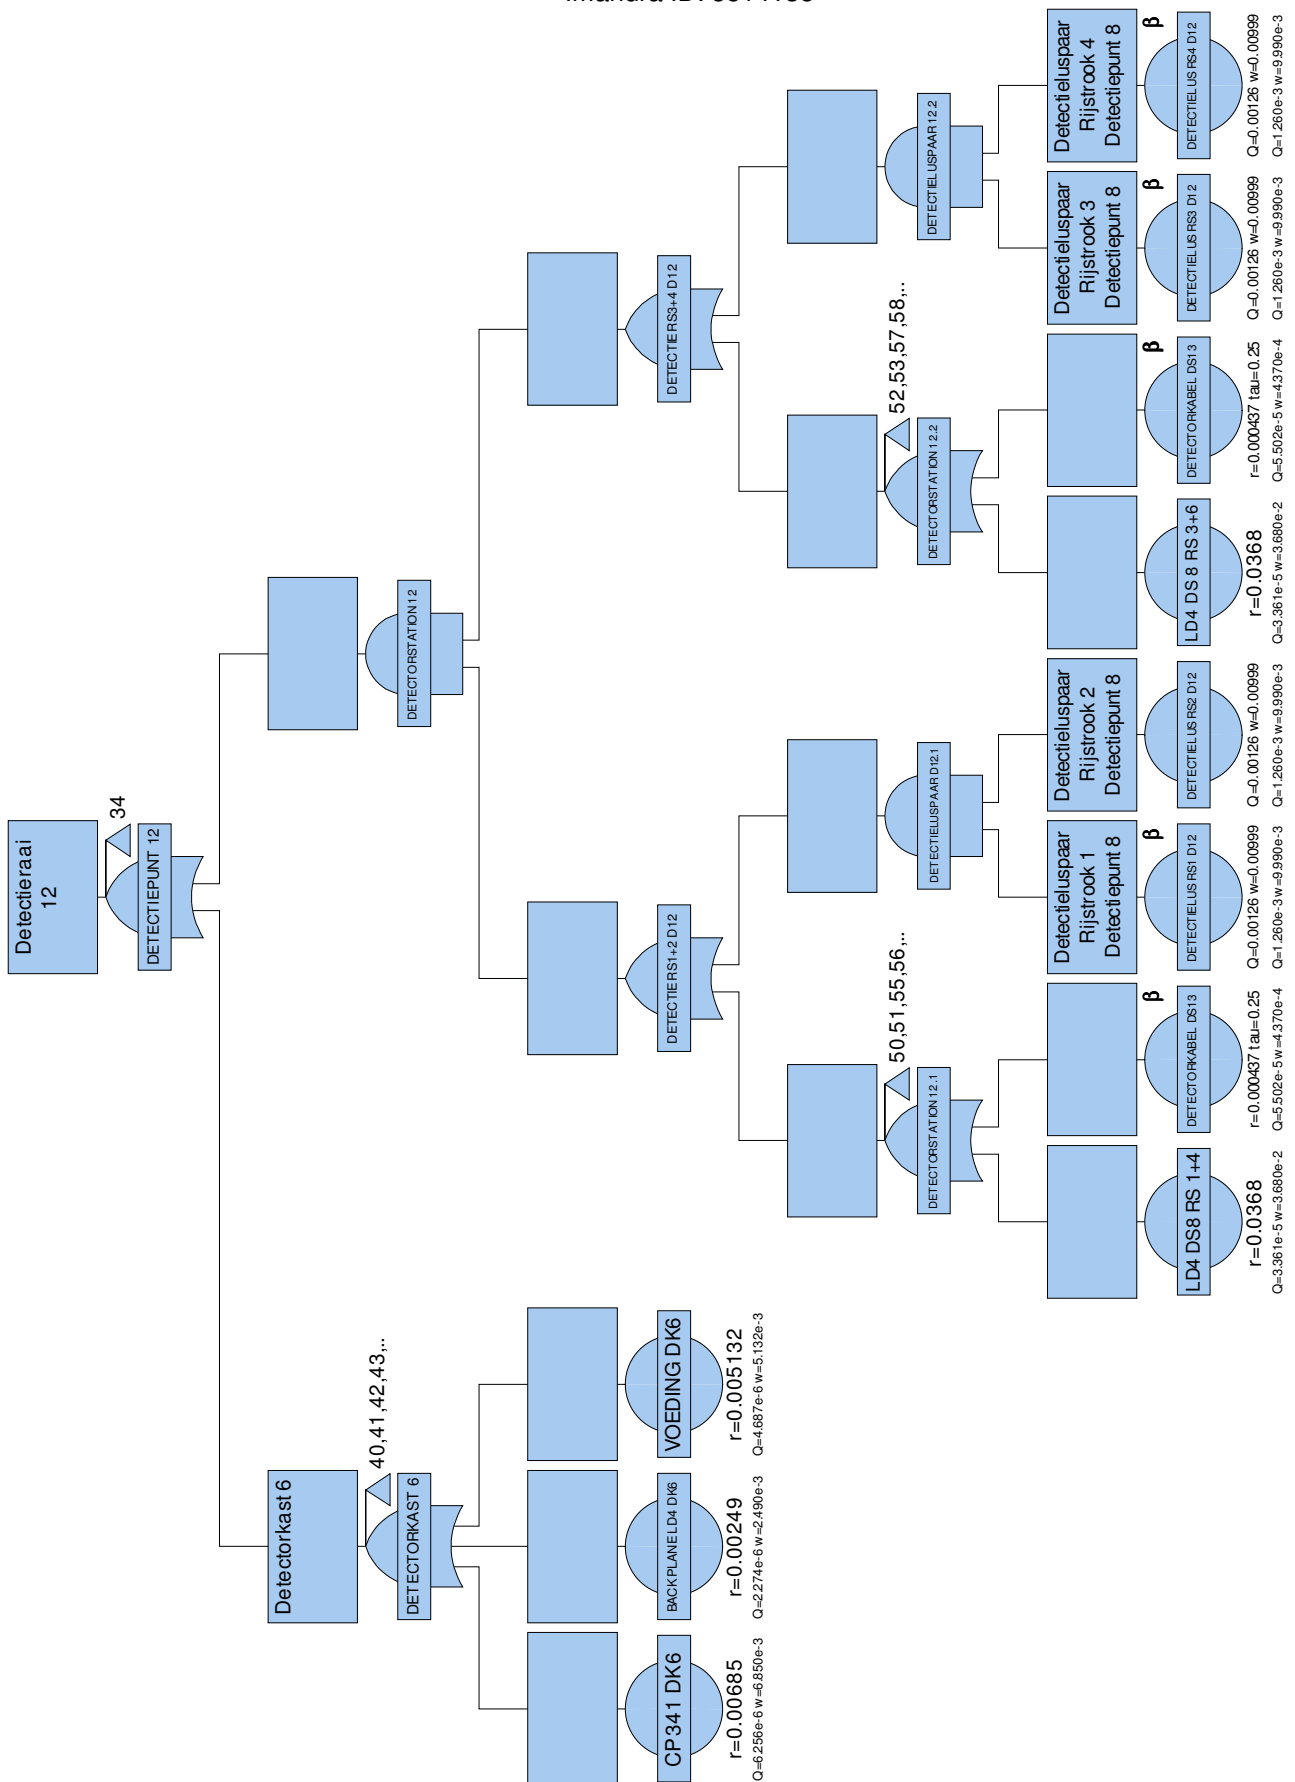 Detectieraai
12
34
DETECTIEPUNT 12
Detectorkast 6
40,41,42,43,..
DETECTORKAST 6
DETECTORSTATION 12
CP341 DK6
r=0.00685
Q=6.256e-6 w=6.850e-3
BACKPLANE LD4 DK6
r=0.00249
Q=2.274e-6 w=2.490e-3
VOEDING DK6
r=0.005132
Q=4.687e-6 w=5.132e-3
DETECTIE RS1+2 D12
DETECTIE RS3+4 D12
50,51,55,56,..
DETECTORSTATION 12.1
DETECTIELUSPAAR D12.1
52,53,57,58,..
DETECTORSTATION 12.2
DETECTIELUSPAAR 12.2
LD4 DS8 RS 1+4
r=0.0368
Q=3.361e-5 w=3.680e-2
β
DETECTORKABEL DS13
r=0.000437 tau=0.25
Q=5.502e-5 w=4.370e-4
Detectieluspaar
Rijstrook 1
Detectiepunt 8
β
DETECTIELUS RS1 D12
Q=0.00126 w=0.00999
Q=1.260e-3 w=9.990e-3
Detectieluspaar
Rijstrook 2
Detectiepunt 8
DETECTIELUS RS2 D12
Q=0.00126 w=0.00999
Q=1.260e-3 w=9.990e-3
LD4 DS 8 RS 3+6
r=0.0368
Q=3.361e-5 w=3.680e-2
β
DETECTORKABEL DS13
r=0.000437 tau=0.25
Q=5.502e-5 w=4.370e-4
Detectieluspaar
Rijstrook 3
Detectiepunt 8
β
DETECTIELUS RS3 D12
Q=0.00126 w=0.00999
Q=1.260e-3 w=9.990e-3
Detectieluspaar
Rijstrook 4
Detectiepunt 8
β
DETECTIELUS RS4 D12
Q=0.00126 w=0.00999
Q=1.260e-3 w=9.990e-3